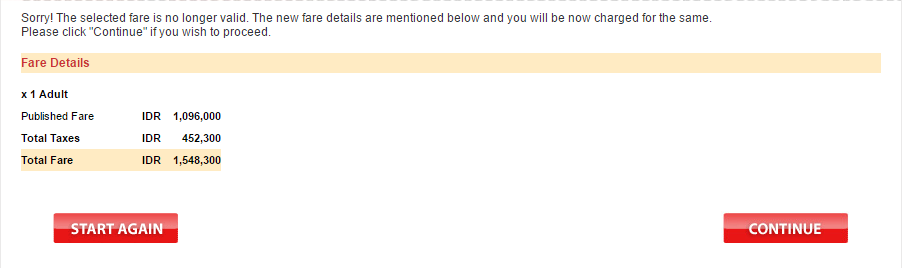 Sorry! The selected fare is no longer valid. The new fare details are mentioned below and you will be now charged for the same.
Please click "Continue" if you wish to proceed.
Fare Details
x 1 Adult
Published Fare IDR 1,096,000
Total Taxes IDR 452,300
Total Fare IDR 1,548,300
START AGAIN CONTINUE